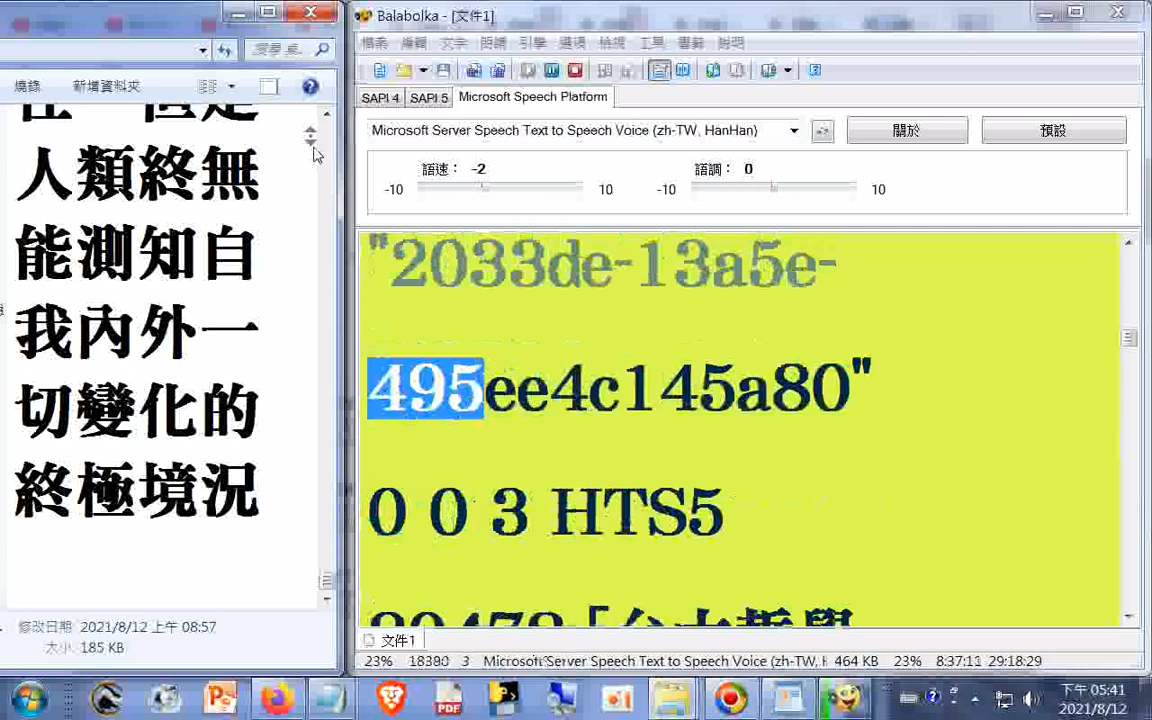 人類終無
能測知自
我內外一
切變化的
終極境況
修改日期: 2021/8/12 上午 08:57
大小: 185 KB
燒錄 新增資料夾
Balabolka - [文件1]
檔案 編輯 文字 朗讀 引擎 選項 檢視 工具 書籤 說明
SAPI 4 SAPI 5 Microsoft Speech Platform
Microsoft Server Speech Text to Speech Voice (zh-TW, HanHan) 關於 預設
語速: -2 語調: 0
-10 10 -10 10
"2033de-13a5e-
495ee4c145a80"
0 0 3 HTS5
文件1
23% 18380 3 Microsoft Server Speech Text to Speech Voice (zh-TW, H 464 KB 23% 8:37:11 29:18:29
下午 05:41
2021/8/12